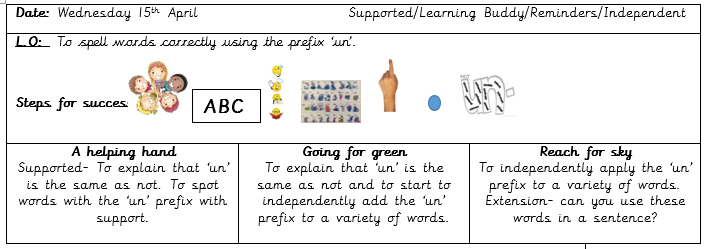 Date: Wednesday 15th April Supported/Learning Buddy/Reminders/Independent
L.O: To spell words correctly using the prefix 'un'.
Steps for succes
ABC
un-
A helping hand
Supported- To explain that 'un'
is the same as not. To spot
words with the 'un' prefix with
support.
Going for green
To explain that 'un' is the
same as not and to start to
independently add the 'un'
prefix to a variety of words.
Reach for sky
To independently apply the 'un'
prefix to a variety of words.
Extension- can you use these
words in a sentence?